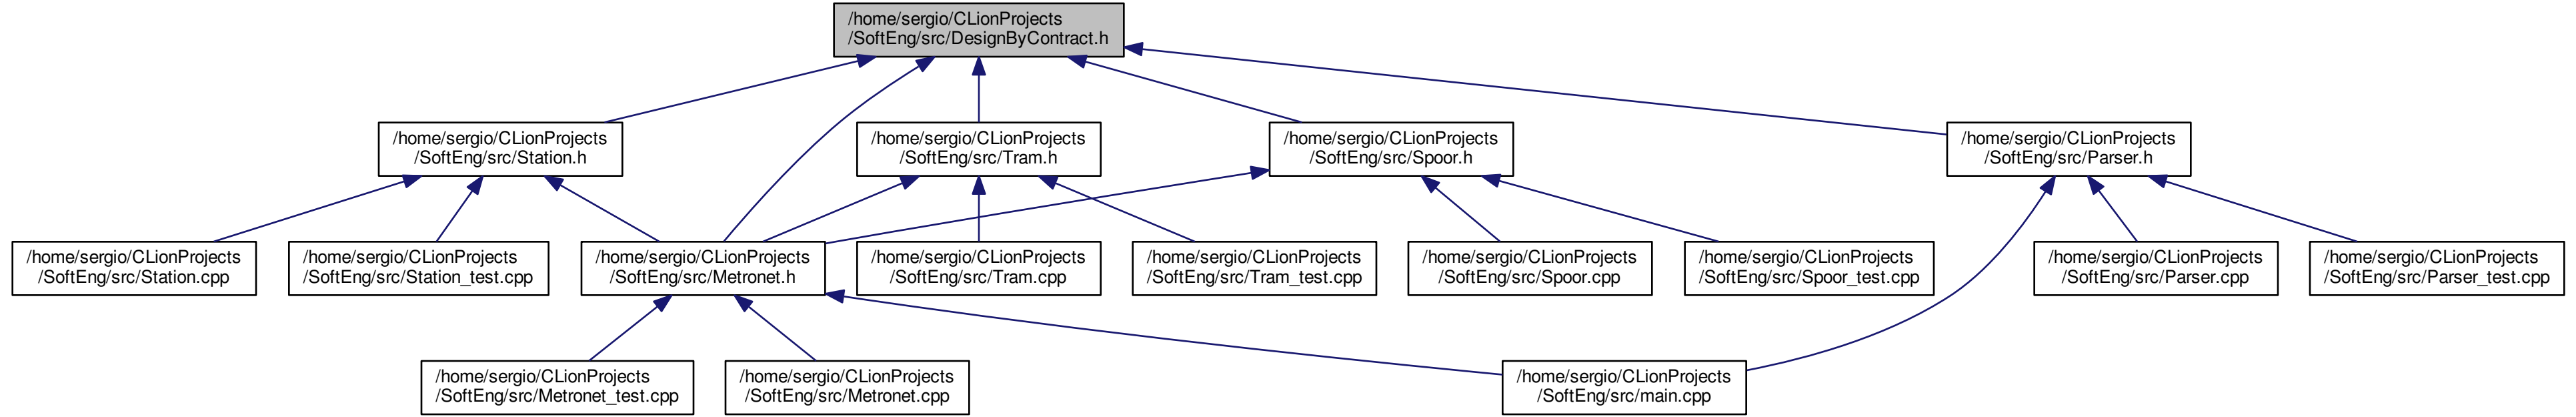 /home/sergio/CLionProjects
/SoftEng/src/DesignByContract.h
/home/sergio/CLionProjects
/SoftEng/src/Station.h
/home/sergio/CLionProjects
/SoftEng/src/Tram.h
/home/sergio/CLionProjects
/SoftEng/src/Spoor.h
/home/sergio/CLionProjects
/SoftEng/src/Parser.h
/home/sergio/CLionProjects
/SoftEng/src/Station.cpp
/home/sergio/CLionProjects
/SoftEng/src/Station_test.cpp
/home/sergio/CLionProjects
/SoftEng/src/Metronet.h
/home/sergio/CLionProjects
/SoftEng/src/Tram.cpp
/home/sergio/CLionProjects
/SoftEng/src/Tram_test.cpp
/home/sergio/CLionProjects
/SoftEng/src/Spoor.cpp
/home/sergio/CLionProjects
/SoftEng/src/Spoor_test.cpp
/home/sergio/CLionProjects
/SoftEng/src/Parser.cpp
/home/sergio/CLionProjects
/SoftEng/src/Parser_test.cpp
/home/sergio/CLionProjects
/SoftEng/src/Metronet_test.cpp
/home/sergio/CLionProjects
/SoftEng/src/Metronet.cpp
/home/sergio/CLionProjects
/SoftEng/src/main.cpp